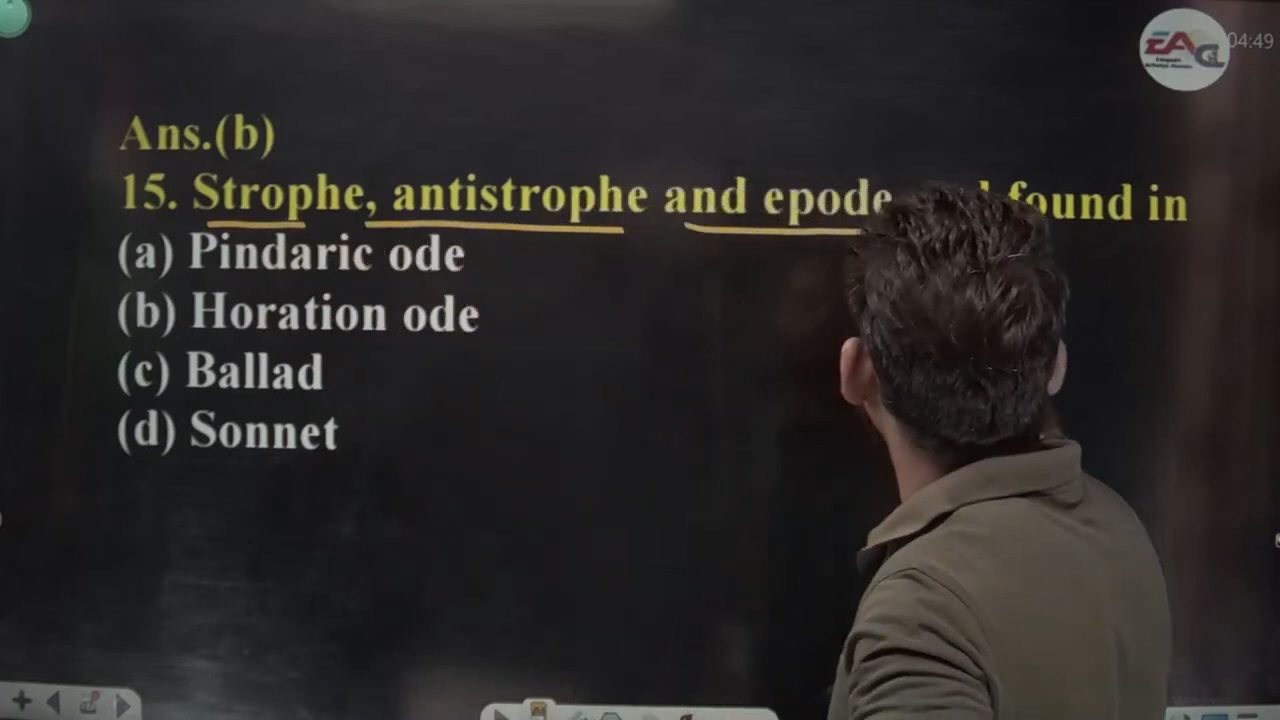 04:49
Ans.(b)
15. Strophe, antistrophe and epode found in
(a) Pindaric ode
(b) Horation ode
(c) Ballad
(d) Sonnet